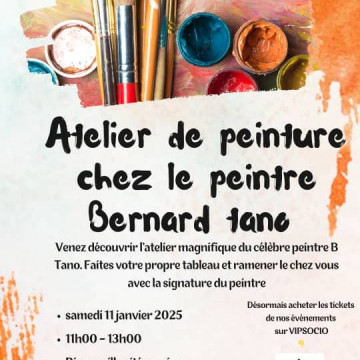 Atelier de peinture
chez le peintre
Bernard tano
Venez découvrir l'atelier magnifique du célèbre peintre B
Tano. Faites votre propre tableau et ramener le chez vous
avec la signature du peintre
• samedi 11 janvier 2025
• 11h00 - 13h00
Désormais acheter les tickets
de nos évènements
sur VIPSOCIO